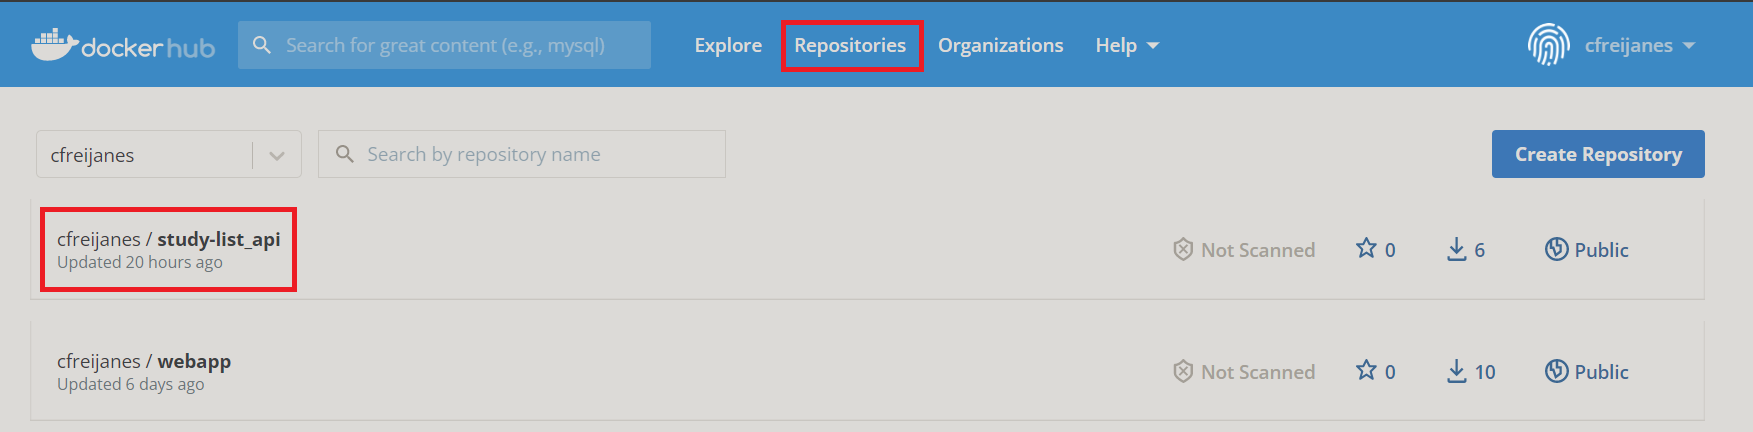 dockerhub Search for great content (e.g., mysql) Explore Repositories Organizations Help cfreijanes
cfreijanes Search by repository name Create Repository
cfreijanes / study-list_api
Updated 20 hours ago
Not Scanned 0 6 Public
cfreijanes / webapp
Updated 6 days ago
Not Scanned 0 10 Public